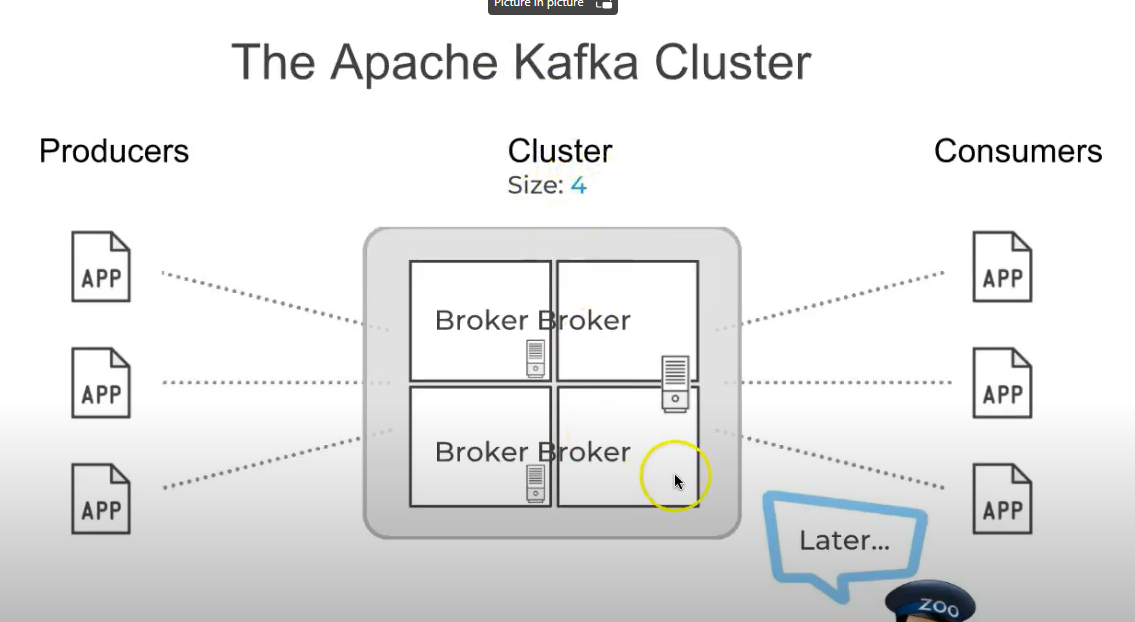 Picture in picture
The Apache Kafka Cluster
Producers
Cluster
Consumers
Size: 4
APP
APP
Broker Broker
APP
APP
Broker Broker
APP
APP
Later...
ZOO